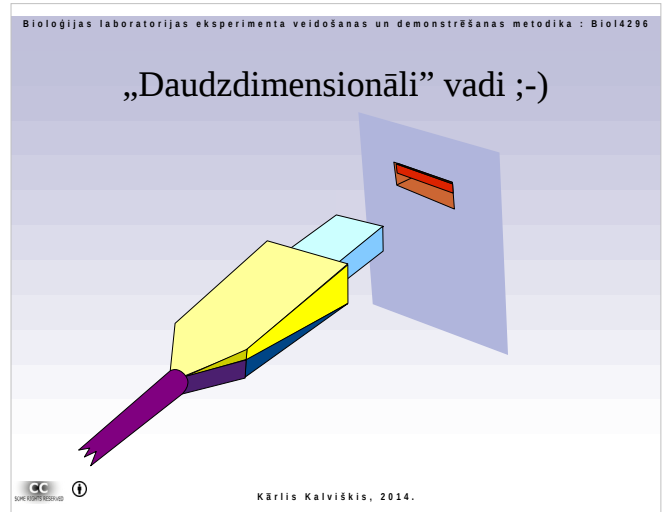 Bioloģijas laboratorijas eksperimenta veidošanas un demonstrēšanas metodika : Biol4296
„Daudzdimensionāli” vadi ;-)
CC
SOME RIGHTS RESERVED
Kārlis Kalviškis, 2014.